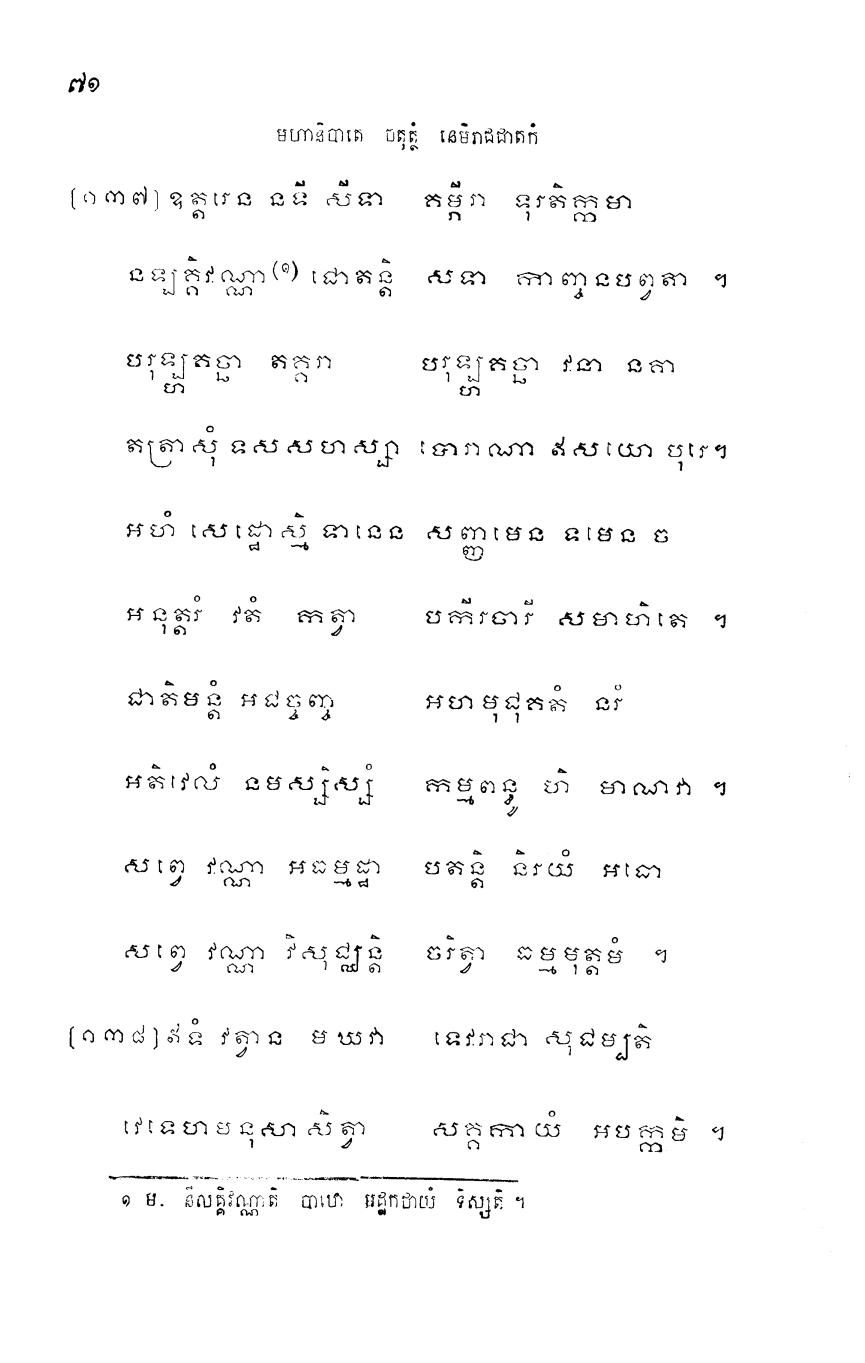 ៧១
មហានិបាតេ ចតុត្ថំ នេមិរាជជាតកំ
[១៣៧] ឧត្តរេន នទី សីទា គម្ភីរា ទុរតិក្កមា
នឡគ្គិវណ្ណា(១) ជោតន្តិ សទា កាញ្ចនបព្វតា ។
បរុឡ្ហគច្ឆា តគ្គរា បរុឡ្ហគច្ឆា វនា នគា
តត្រាសុំ ទសសហស្សា បោរាណា ឥសយោ បុរេ។
អហំ សេដ្ឋោស្មិ ទានេន សញ្ញមេន ទមេន ច
អនុត្តរំ វតំ កត្វា បកីរចារី សមាហិតេ ។
ជាតិមន្តំ អជច្ចញ្ច អហមុជុគតំ នរំ
អតិវេលំ នមស្សិស្សំ កម្មពន្ធូ ហិ មាណវា ។
សព្វេ វណ្ណា អធម្មដ្ឋា បតន្តិ និរយំ អធោ
សព្វេ វណ្ណា វិសុជ្ឈន្តិ ចរិត្វា ធម្មមុត្តមំ ។
[១៣៨] ឥទំ វត្វាន មឃវា ទេវរាជា សុជម្បតិ
វេទេហមនុសាសិត្វា សគ្គកាយំ អបក្កមិ ។
១ ម. នីលគ្គិវណ្ណាតិ បាឋោ អដ្ឋកថាយំ ទិស្សតិ ។